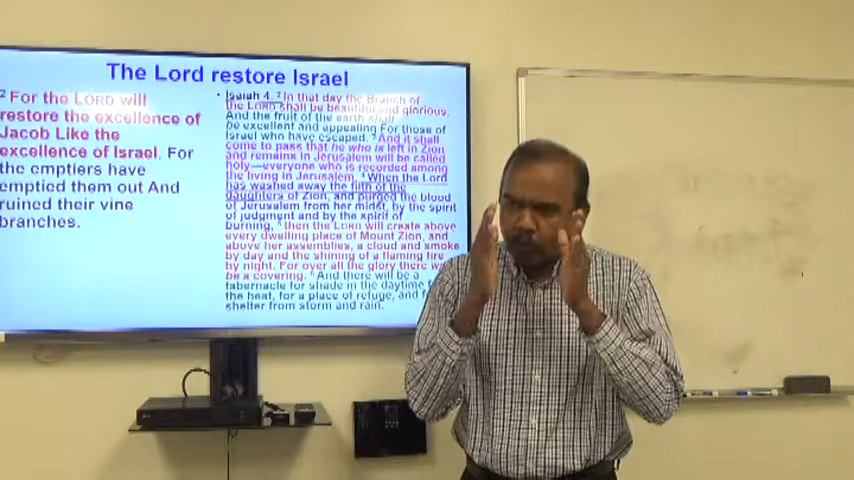 The Lord restore Israel
2 For the LORD will
restore the excellence of
Jacob Like the
excellence of Israel, For
the emptiers have
emptied them out And
ruined their vine
branches.
• Isaiah 4. 2 In that day the Branch of
the LORD shall be beautiful and glorious,
And the fruit of the earth shall
be excellent and appealing For those of
Israel who have escaped. 3 And it shall
come to pass that he who is left in Zion
and remains in Jerusalem will be called
holy—everyone who is recorded among
the living in Jerusalem. 4 When the Lord
has washed away the filth of the
daughters of Zion, and purged the blood
of Jerusalem from her midst, by the spirit
of judgment and by the spirit of
burning, 5 then the LORD will create above
every dwelling place of Mount Zion, and
above her assemblies, a cloud and smoke
by day and the shining of a flaming fire
by night. For over all the glory there
be a covering. 6 And there will be a
tabernacle for shade in the daytime
the heat, for a place of refuge, and
shelter from storm and rain.